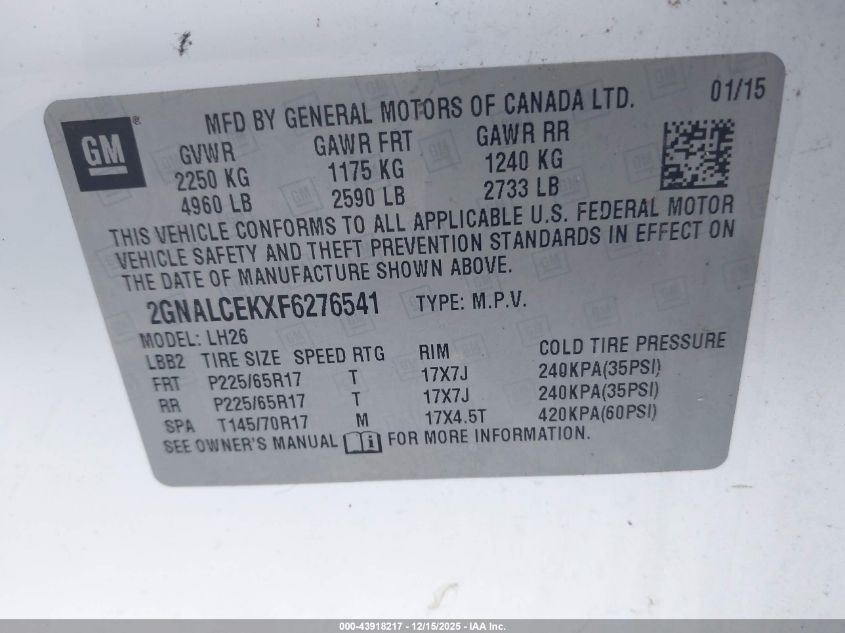 MFD BY GENERAL MOTORS OF CANADA LTD. 01/15
GM ®
GVWR GAWR FRT GAWR RR
2250 KG 1175 KG 1240 KG
4960 LB 2590 LB 2733 LB
THIS VEHICLE CONFORMS TO ALL APPLICABLE U.S. FEDERAL MOTOR
VEHICLE SAFETY AND THEFT PREVENTION STANDARDS IN EFFECT ON
THE DATE OF MANUFACTURE SHOWN ABOVE.
2GNALCEKXF6276541 TYPE: M.P.V.
MODEL: LH26
LBB2 TIRE SIZE SPEED RTG RIM COLD TIRE PRESSURE
FRT P225/65R17 T 17X7J 240KPA(35PSI)
RR P225/65R17 T 17X7J 240KPA(35PSI)
SPA T145/70R17 M 17X4.5T 420KPA(60PSI)
SEE OWNER'S MANUAL FOR MORE INFORMATION.
000-43918217 - 12/15/2025 - IAA Inc.